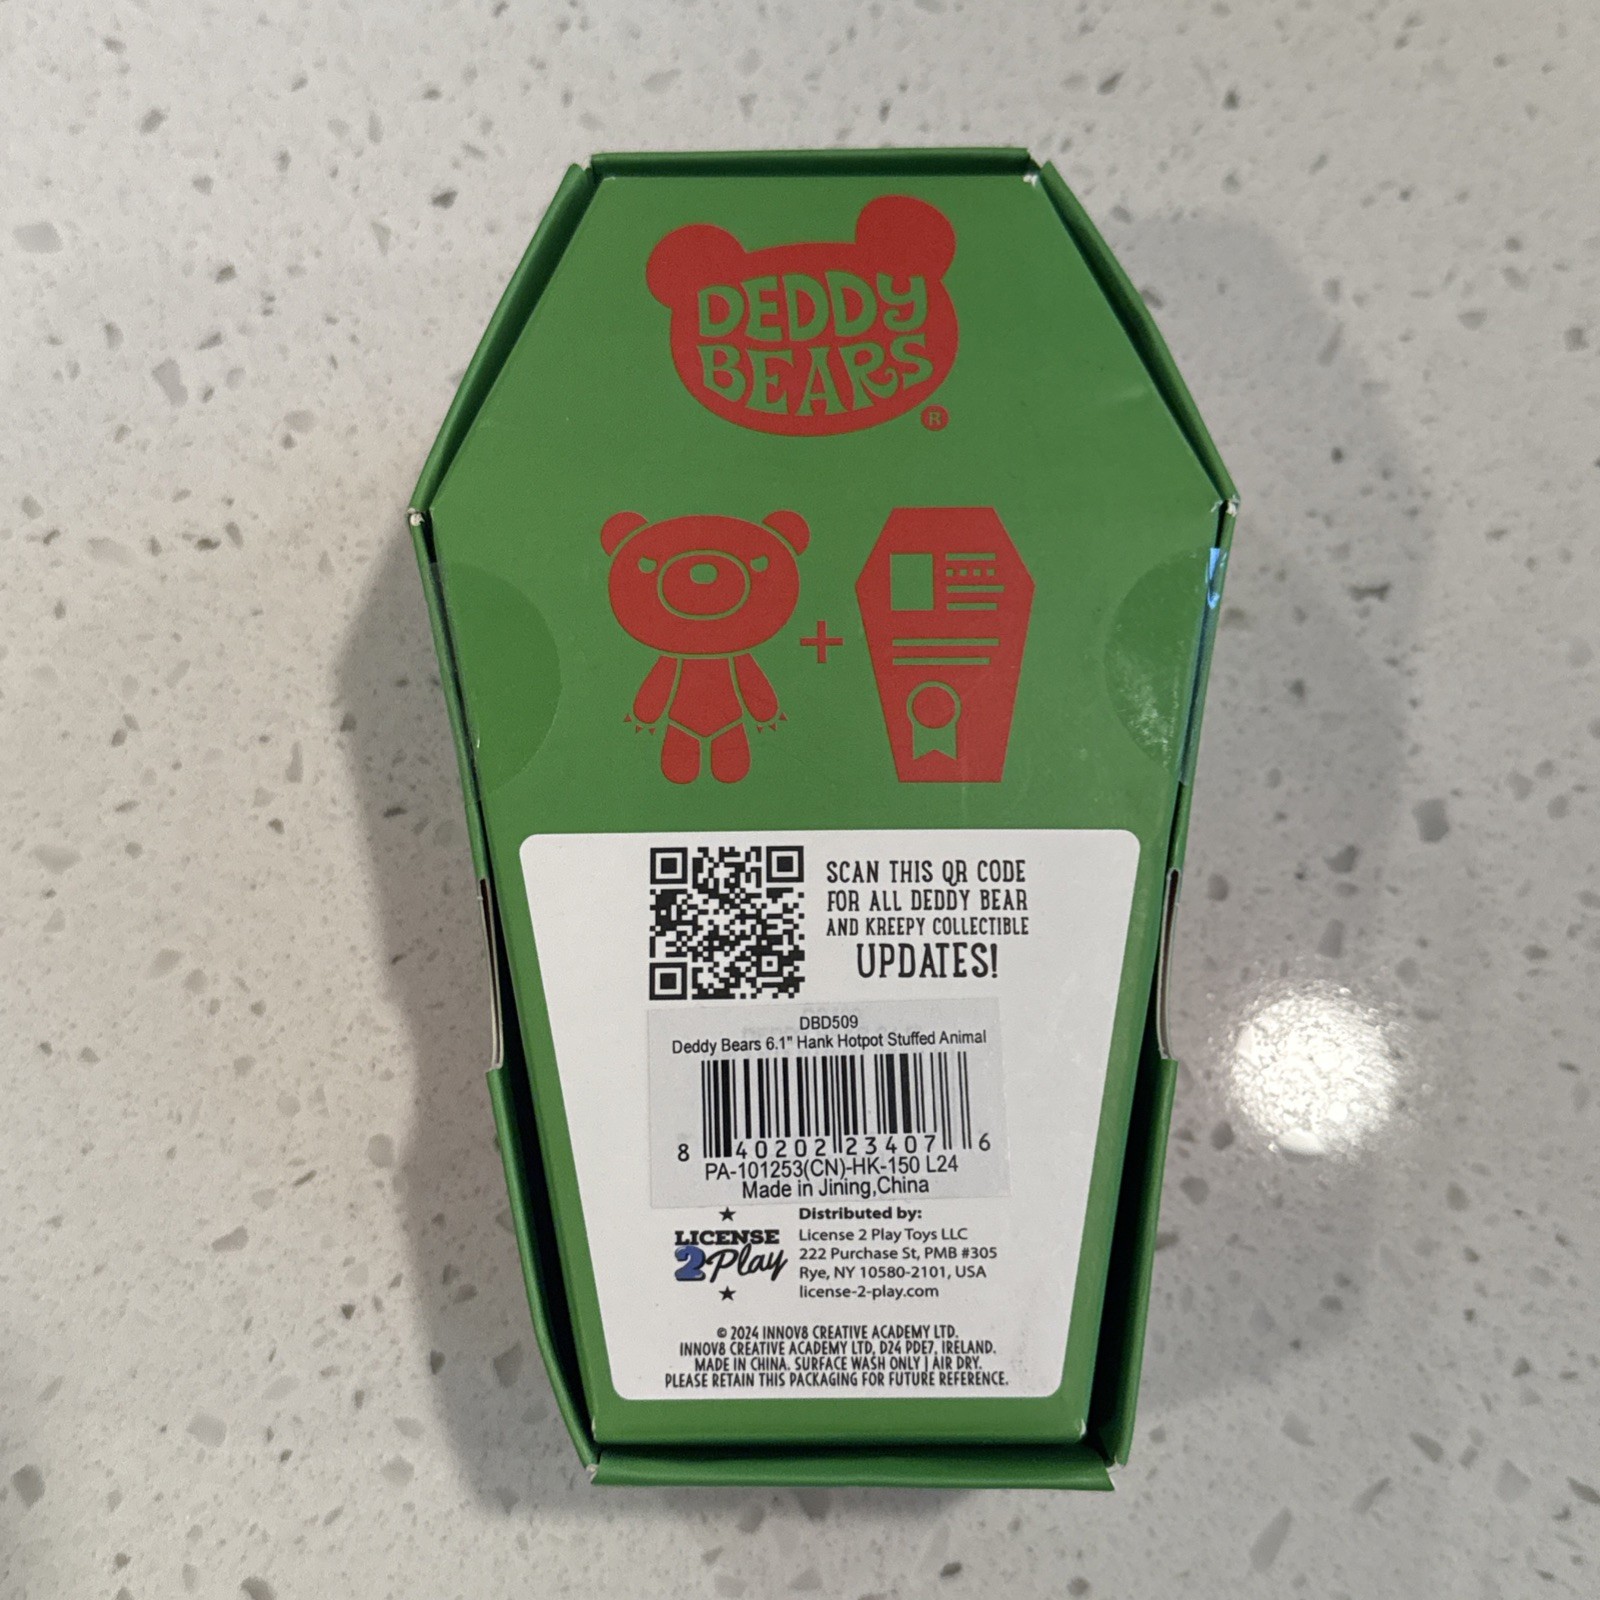 DEDDY
BEARS
®
+
SCAN THIS QR CODE
FOR ALL DEDDY BEAR
AND KREEPY COLLECTIBLE
UPDATES!
DBD509
Deddy Bears 6.1" Hank Hotpot Stuffed Animal
8 40202 23407 6
PA-101253(CN)-HK-150 L24
Made in Jining,China
LICENSE
2 Play
Distributed by:
License 2 Play Toys LLC
222 Purchase St, PMB #305
Rye, NY 10580-2101, USA
license-2-play.com
© 2024 INNOV8 CREATIVE ACADEMY LTD.
INNOV8 CREATIVE ACADEMY LTD, D24 PDE7, IRELAND.
MADE IN CHINA. SURFACE WASH ONLY | AIR DRY.
PLEASE RETAIN THIS PACKAGING FOR FUTURE REFERENCE.